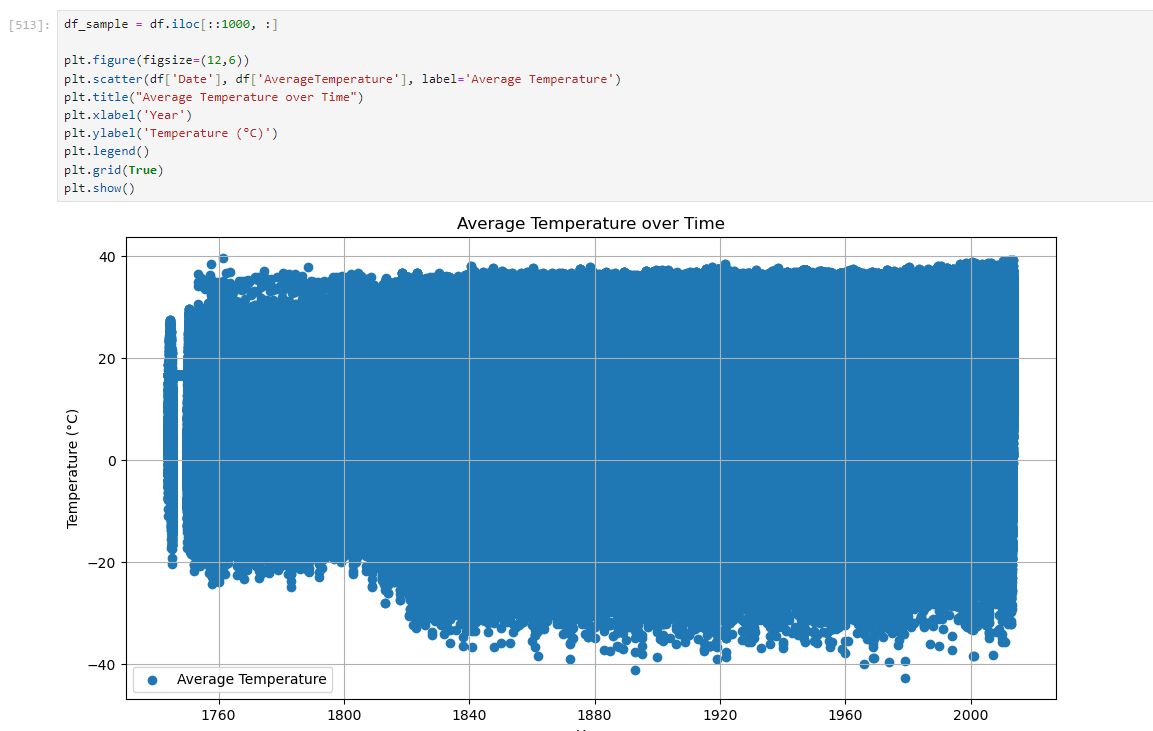 [513]: df_sample = df.iloc[::1000, :]
plt.figure(figsize=(12,6))
plt.scatter(df['Date'], df['AverageTemperature'], label='Average Temperature')
plt.title("Average Temperature over Time")
plt.xlabel('Year')
plt.ylabel('Temperature (°C)')
plt.legend()
plt.grid(True)
plt.show()
Average Temperature over Time
40
20
0
−20
−40
Temperature (°C)
Average Temperature
1760 1800 1840 1880 1920 1960 2000